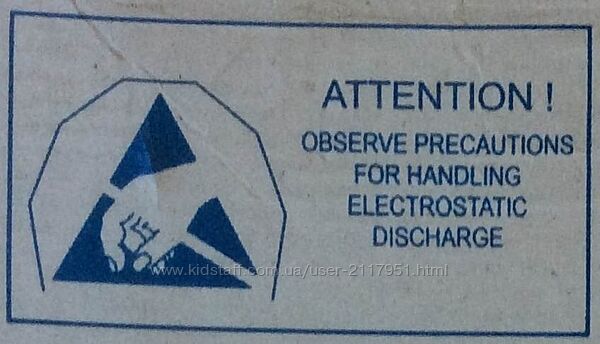 ATTENTION !
OBSERVE PRECAUTIONS
FOR HANDLING
ELECTROSTATIC
DISCHARGE
www.kidstaff.com.ua/user-2117951.html